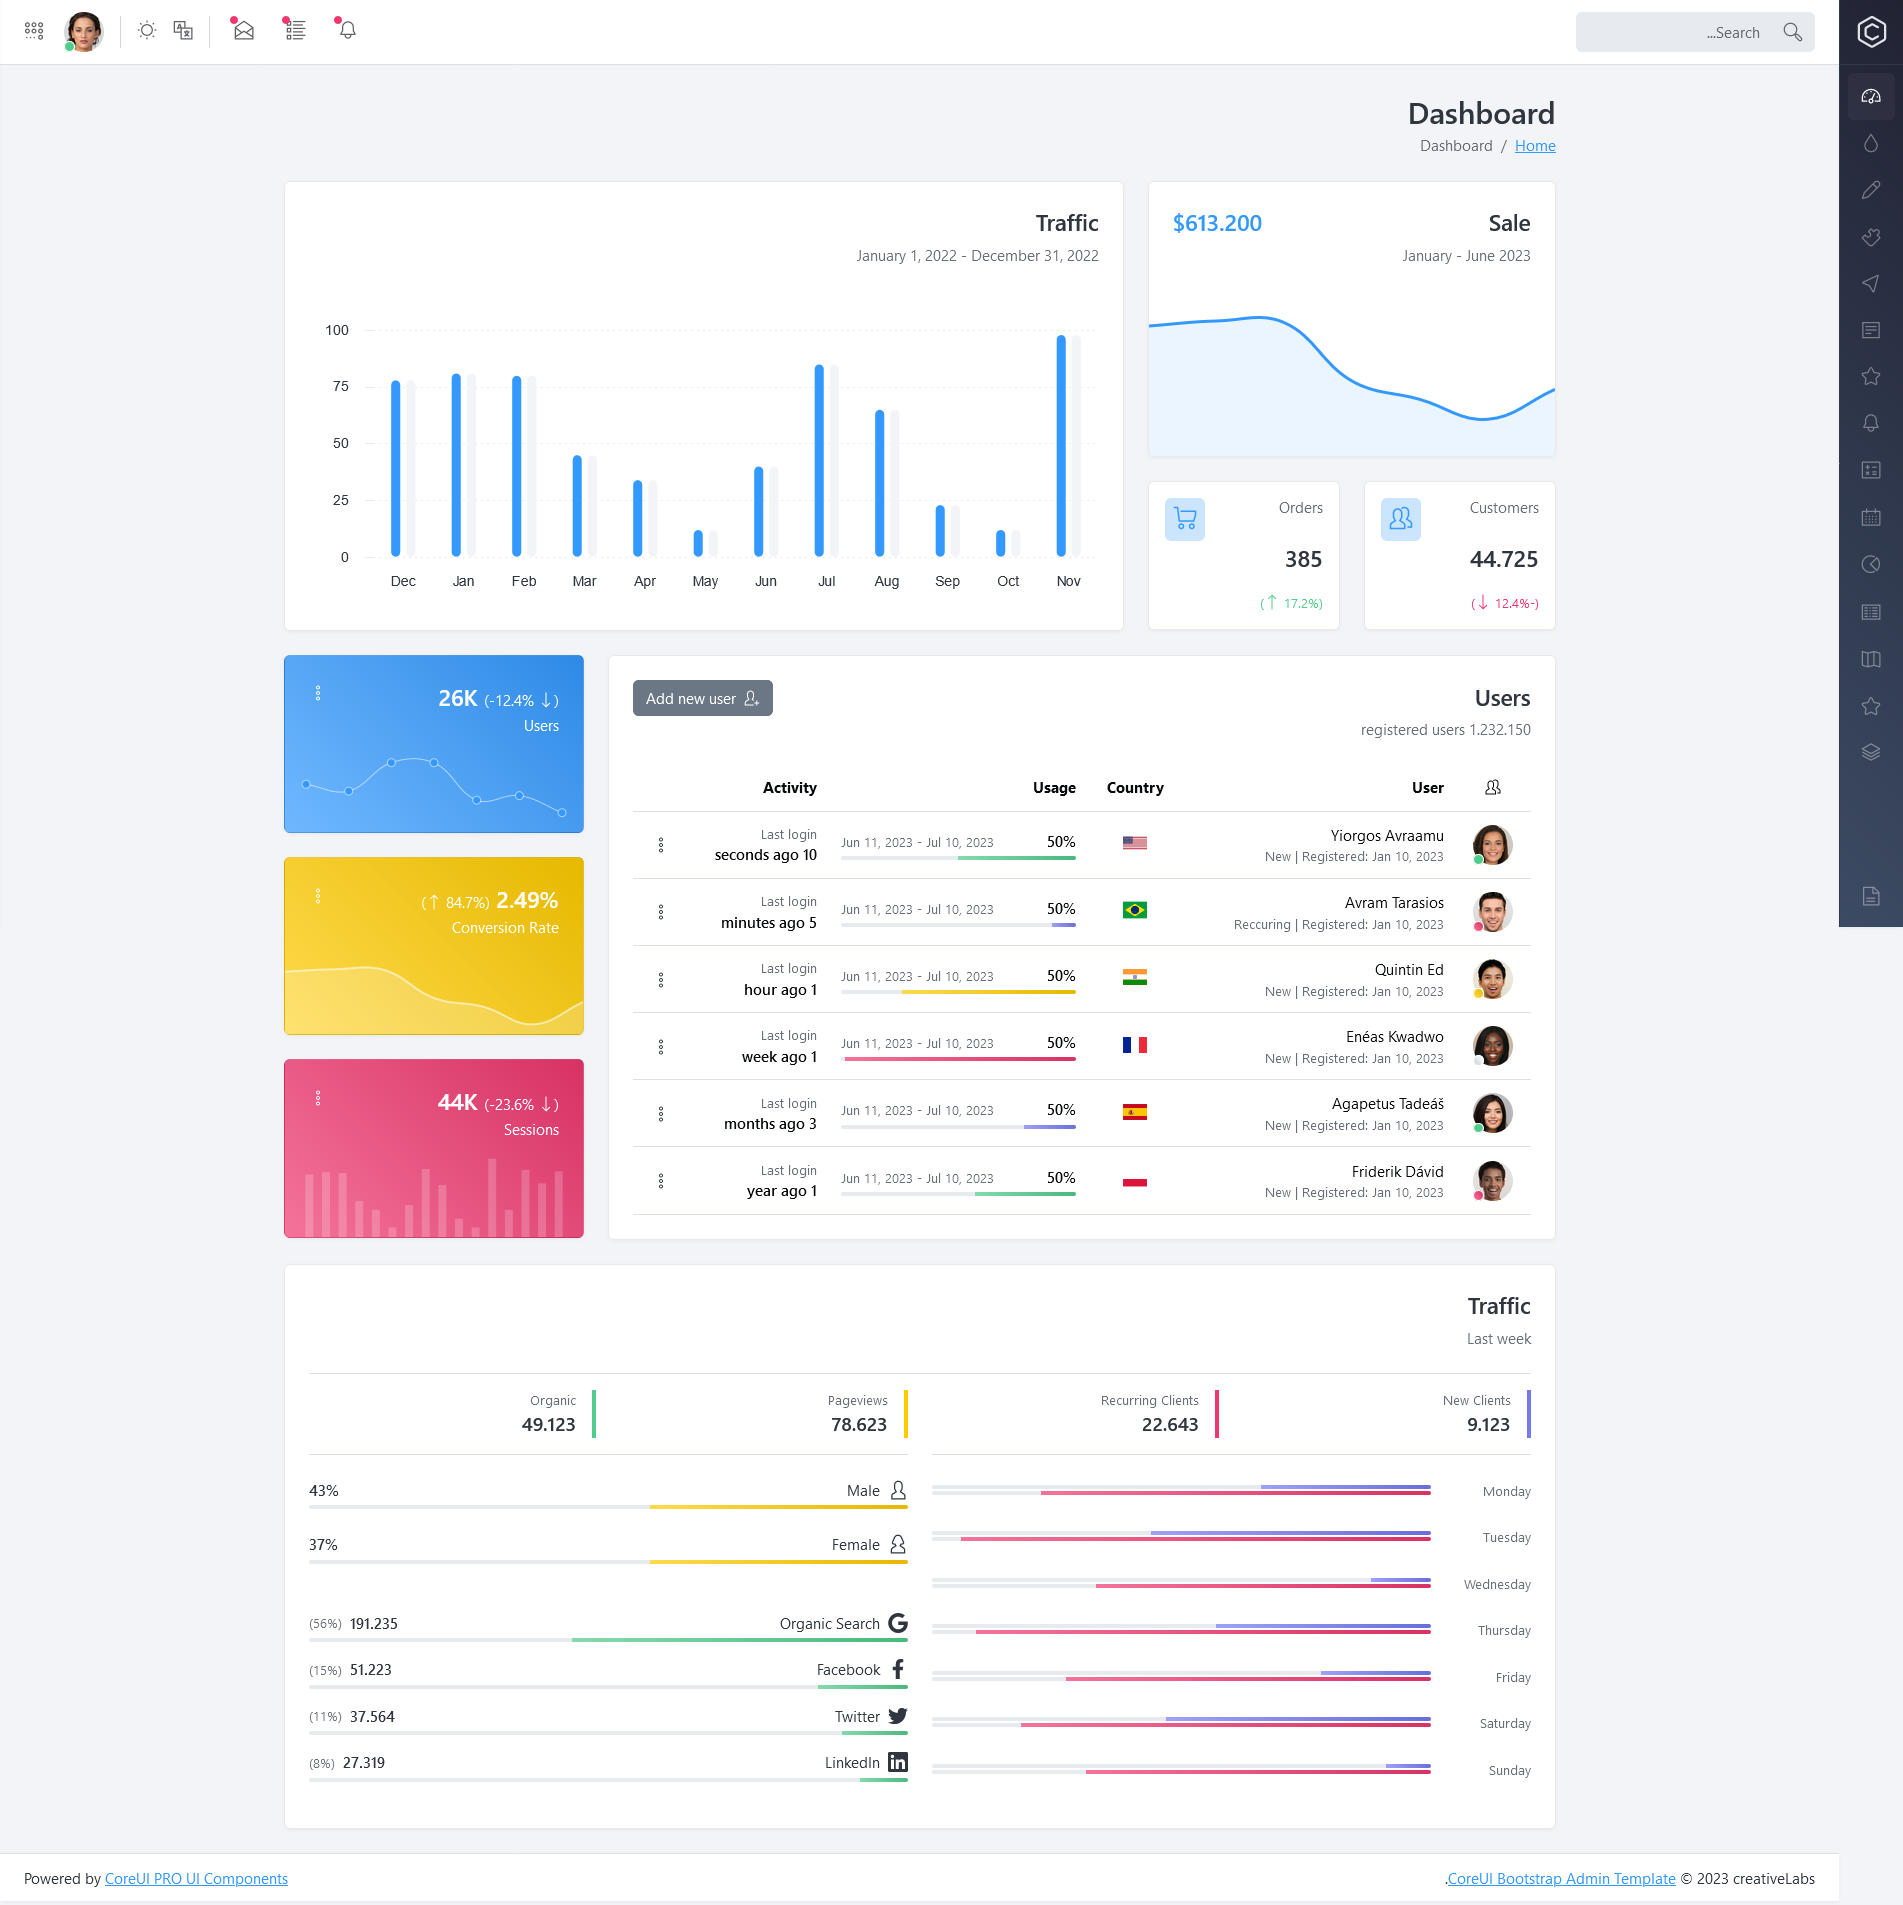 ...Search
Dashboard
Dashboard / Home
Traffic
January 1, 2022 - December 31, 2022
100
75
50
25
0
Dec Jan Feb Mar Apr May Jun Jul Aug Sep Oct Nov
$613.200 Sale
January - June 2023
Orders
385
(↑ 17.2%)
Customers
44.725
(↓ 12.4%-)
26K (-12.4% ↓)
Users
(↑ 84.7%) 2.49%
Conversion Rate
44K (-23.6% ↓)
Sessions
Add new user
Users
registered users 1.232.150
Activity Usage Country User
Last login
seconds ago 10
Jun 11, 2023 - Jul 10, 2023 50%
Yiorgos Avraamu
New | Registered: Jan 10, 2023
Last login
minutes ago 5
Jun 11, 2023 - Jul 10, 2023 50%
Avram Tarasios
Reccuring | Registered: Jan 10, 2023
Last login
hour ago 1
Jun 11, 2023 - Jul 10, 2023 50%
Quintin Ed
New | Registered: Jan 10, 2023
Last login
week ago 1
Jun 11, 2023 - Jul 10, 2023 50%
Enéas Kwadwo
New | Registered: Jan 10, 2023
Last login
months ago 3
Jun 11, 2023 - Jul 10, 2023 50%
Agapetus Tadeáš
New | Registered: Jan 10, 2023
Last login
year ago 1
Jun 11, 2023 - Jul 10, 2023 50%
Friderik Dávid
New | Registered: Jan 10, 2023
Traffic
Last week
Organic
49.123
Pageviews
78.623
Recurring Clients
22.643
New Clients
9.123
43% Male
37% Female
(56%) 191.235 Organic Search
(15%) 51.223 Facebook
(11%) 37.564 Twitter
(8%) 27.319 LinkedIn
Monday
Tuesday
Wednesday
Thursday
Friday
Saturday
Sunday
Powered by CoreUI PRO UI Components
.CoreUI Bootstrap Admin Template © 2023 creativeLabs